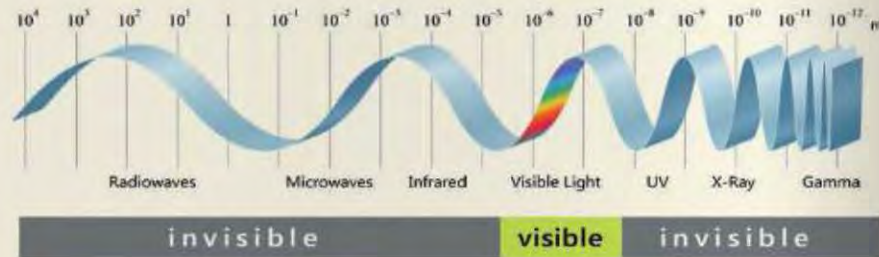 10⁴ 10³ 10² 10¹ 1 10⁻¹ 10⁻² 10⁻³ 10⁻⁴ 10⁻⁵ 10⁻⁶ 10⁻⁷ 10⁻⁸ 10⁻⁹ 10⁻¹⁰ 10⁻¹¹ 10⁻¹²
Radiowaves Microwaves Infrared Visible Light UV X-Ray Gamma
invisible visible invisible